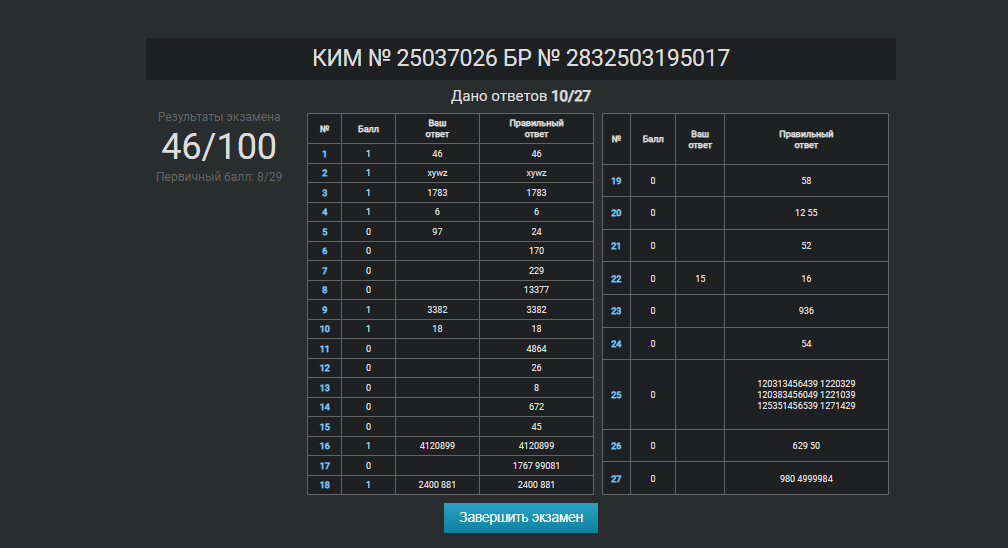 КИМ № 25037026 БР № 2832503195017
Дано ответов 10/27
Результаты экзамена
46/100
Первичный балл: 8/29
№ Балл Ваш ответ Правильный ответ
1 1 46 46
2 1 xywz xywz
3 1 1783 1783
4 1 6 6
5 0 97 24
6 0 170
7 0 229
8 0 13377
9 1 3382 3382
10 1 18 18
11 0 4864
12 0 26
13 0 8
14 0 672
15 0 45
16 1 4120899 4120899
17 0 1767 99081
18 1 2400 881 2400 881
№ Балл Ваш ответ Правильный ответ
19 0 58
20 0 12 55
21 0 52
22 0 15 16
23 0 936
24 0 54
25 0 120313456439 1220329
120383456049 1221039
125351456539 1271429
26 0 629 50
27 0 980 4999984
Завершить экзамен